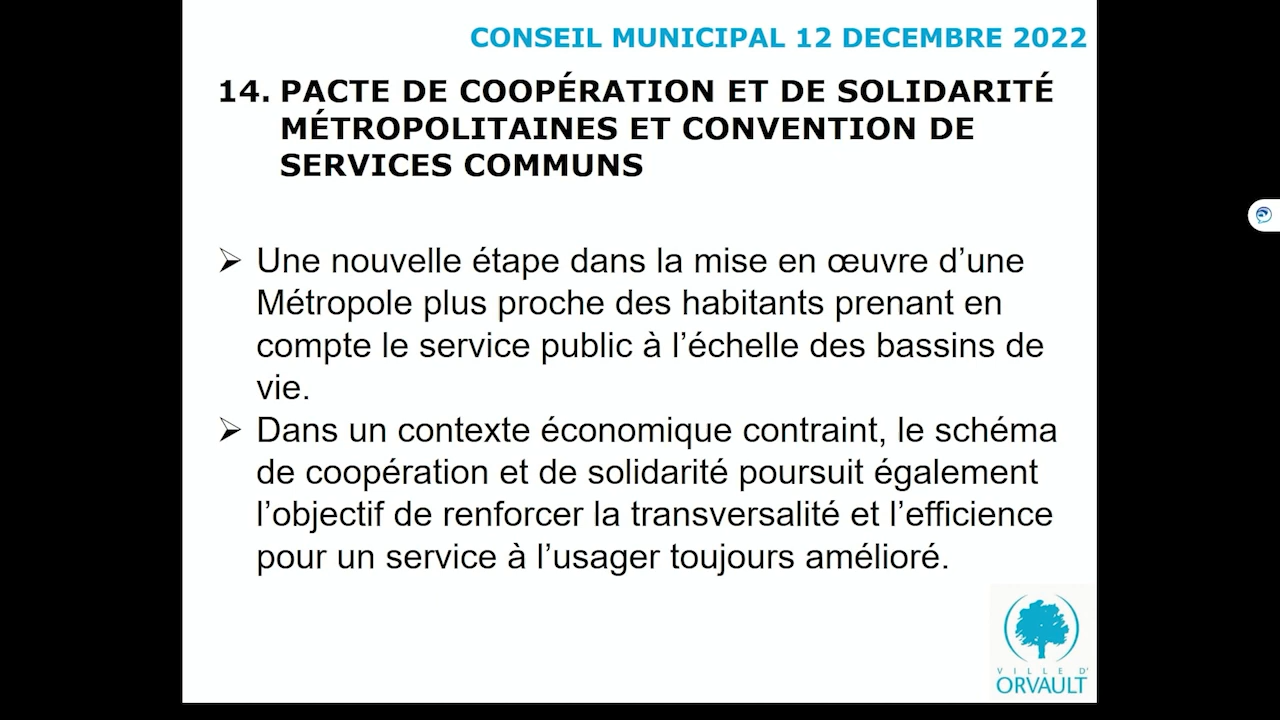 CONSEIL MUNICIPAL 12 DECEMBRE 2022
14. PACTE DE COOPÉRATION ET DE SOLIDARITÉ
MÉTROPOLITAINES ET CONVENTION DE
SERVICES COMMUNS
➢ Une nouvelle étape dans la mise en œuvre d’une
Métropole plus proche des habitants prenant en
compte le service public à l’échelle des bassins de
vie.
➢ Dans un contexte économique contraint, le schéma
de coopération et de solidarité poursuit également
l’objectif de renforcer la transversalité et l’efficience
pour un service à l’usager toujours amélioré.
VILLE D'
ORVAULT